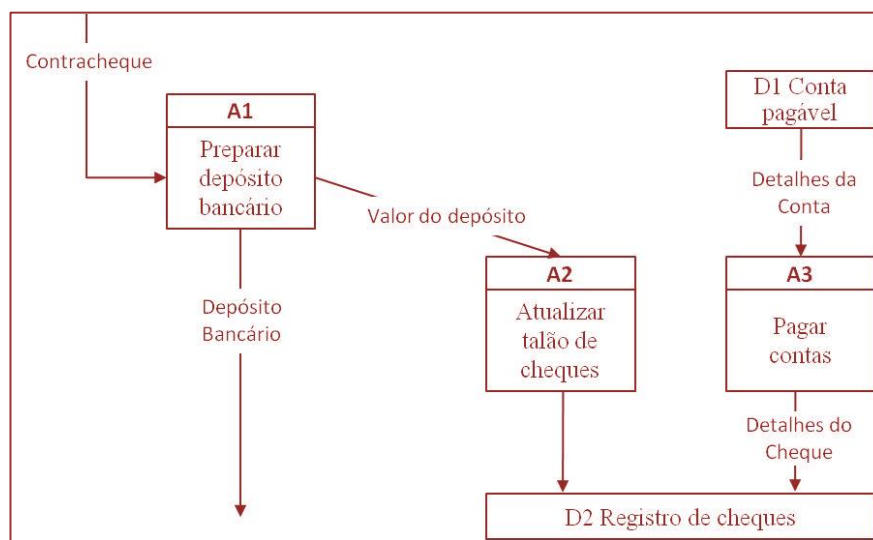 Contracheque
A1
Preparar
depósito
bancário
Valor do depósito
Depósito
Bancário
A2
Atualizar
talão de
cheques
D1 Conta
pagável
Detalhes da
Conta
A3
Pagar
contas
Detalhes do
Cheque
D2 Registro de cheques